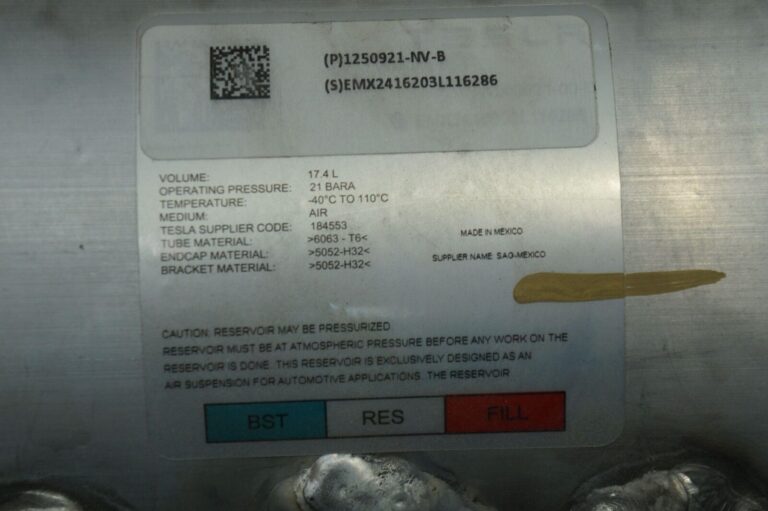 (P)1250921-NV-B
(S)EMX2416203L116286
VOLUME: 17.4 L
OPERATING PRESSURE: 21 BARA
TEMPERATURE: -40°C TO 110°C
MEDIUM: AIR
TESLA SUPPLIER CODE: 184553
TUBE MATERIAL: >6063 - T6<
ENDCAP MATERIAL: >5052-H32<
BRACKET MATERIAL: >5052-H32<
MADE IN MEXICO
SUPPLIER NAME: SAG-MEXICO
CAUTION: RESERVOIR MAY BE PRESSURIZED.
RESERVOIR MUST BE AT ATMOSPHERIC PRESSURE BEFORE ANY WORK ON THE
RESERVOIR IS DONE. THIS RESERVOIR IS EXCLUSIVELY DESIGNED AS AN
AIR SUSPENSION FOR AUTOMOTIVE APPLICATIONS. THE RESERVOIR
BST RES FILL